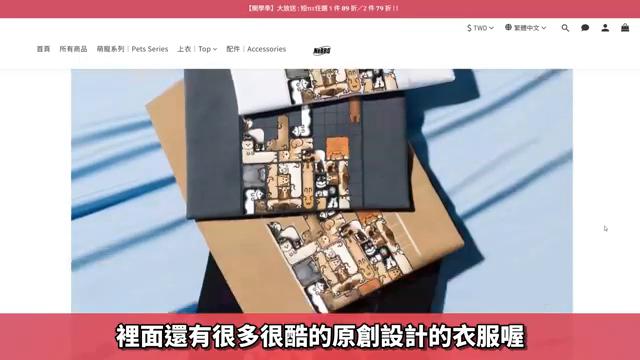 【開學季】大放送 : 短TEE任選 1 件 89 折／2 件 79 折 ! !
$ TWD
繁體中文
首頁
所有商品
萌寵系列｜Pets Series
上衣｜Top
配件｜Accessories
裡面還有很多很酷的原創設計的衣服喔